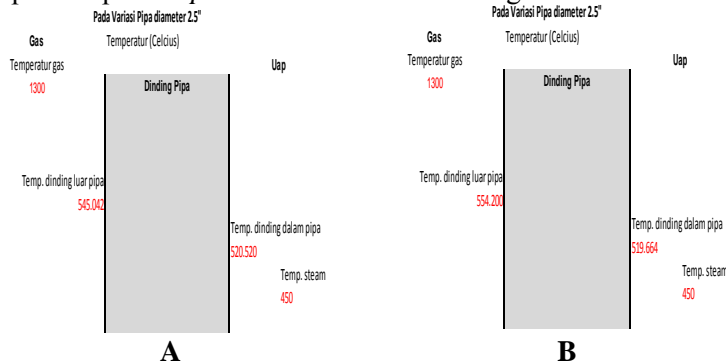 Pada Variasi Pipa diameter 2.5"
Gas
Temperatur (Celcius)
Temperatur gas
1300
Uap
Dinding Pipa
Temp. dinding luar pipa
545.042
Temp. dinding dalam pipa
520.520
Temp. steam
450
A
Pada Variasi Pipa diameter 2.5"
Gas
Temperatur (Celcius)
Temperatur gas
1300
Uap
Dinding Pipa
Temp. dinding luar pipa
554.200
Temp. dinding dalam pipa
519.664
Temp. steam
450
B